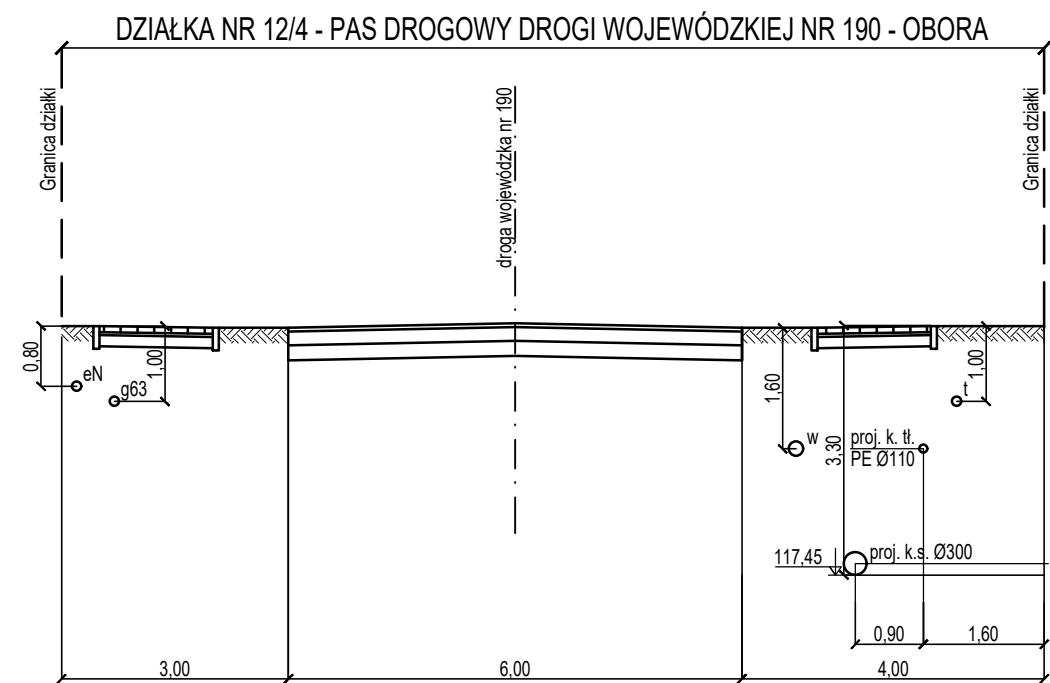 DZIAŁKA NR 12/4 - PAS DROGOWY DROGI WOJEWÓDZKIEJ NR 190 - OBORA
Granica działki
droga wojewódzka nr 190
Granica działki
0,80
eN
g63
1,00
1,60
w
3,30
proj. k. tł.
PE Ø110
t
1,00
117,45
proj. k.s. Ø300
0,90
1,60
3,00
6,00
4,00